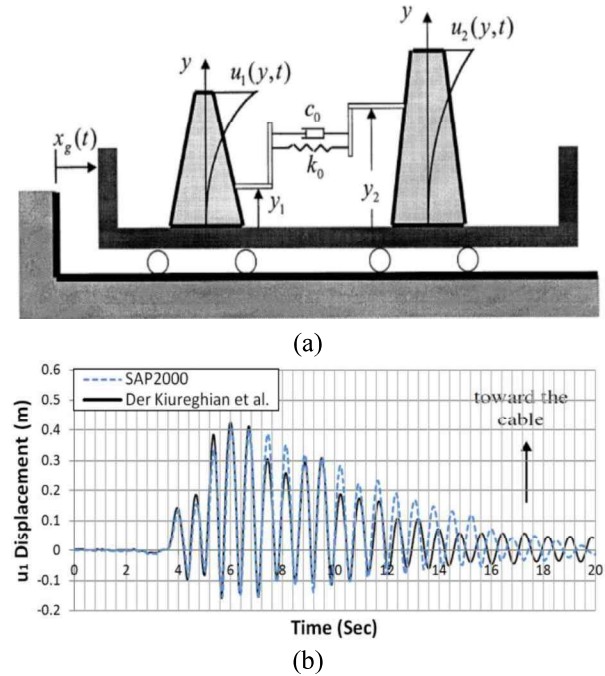 y
u₁(y,t)
y
u₂(y,t)
x_g(t)
c₀
k₀
y₁
y₂
(a)
0.6
0.5
0.4
0.3
0.2
0.1
0
-0.1
-0.2
u₁ Displacement (m)
SAP2000
Der Kiureghian et al.
toward the
cable
0 2 4 6 8 10 12 14 16 18 20
Time (Sec)
(b)